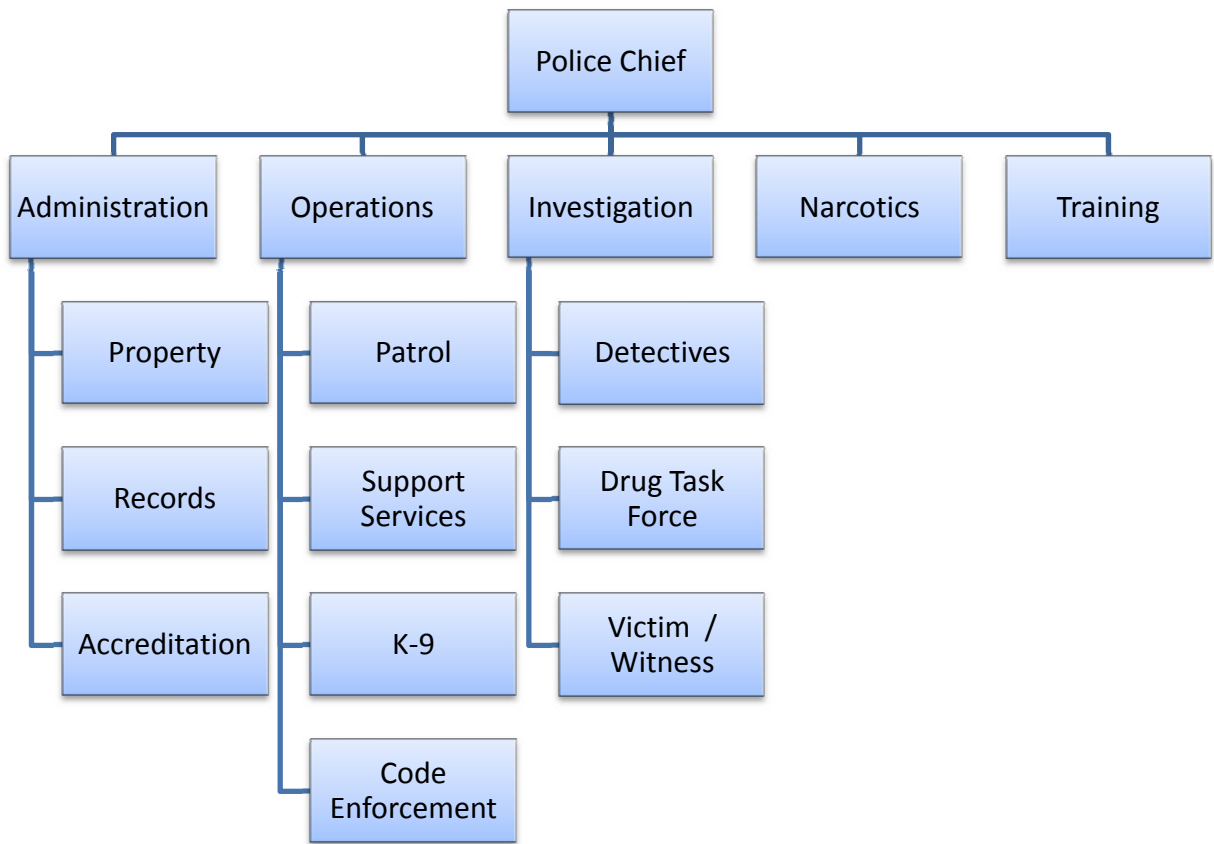 Police Chief
Administration
Operations
Investigation
Narcotics
Training
Property
Patrol
Detectives
Records
Support
Services
Drug Task
Force
Accreditation
K-9
Victim /
Witness
Code
Enforcement